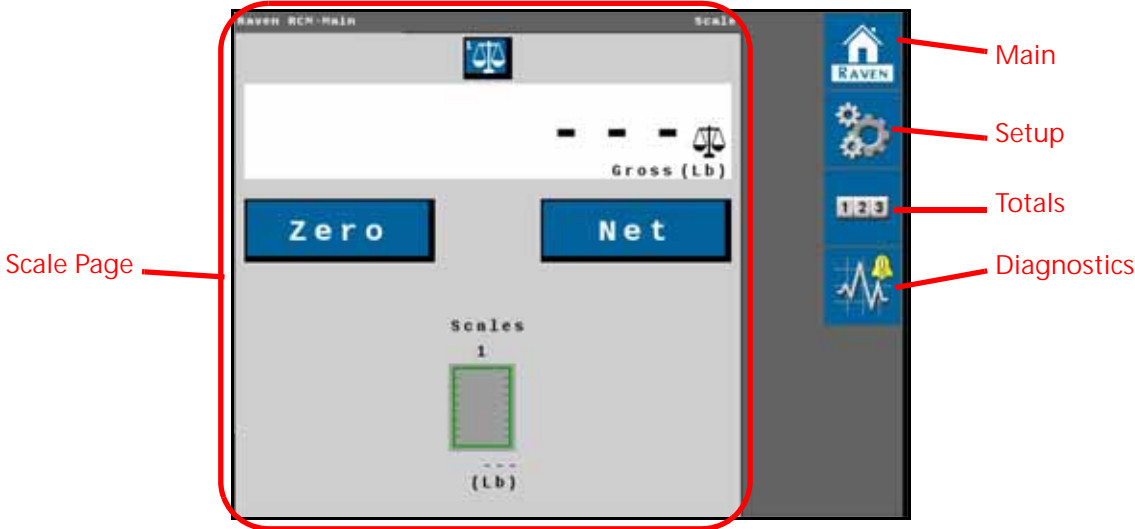 Raven RCM-Main
Scale
1
- - -
Gross (Lb)
Zero
Net
Scales
1
- - -
(Lb)
RAVEN
1 2 3
Main
Setup
Totals
Diagnostics
Scale Page